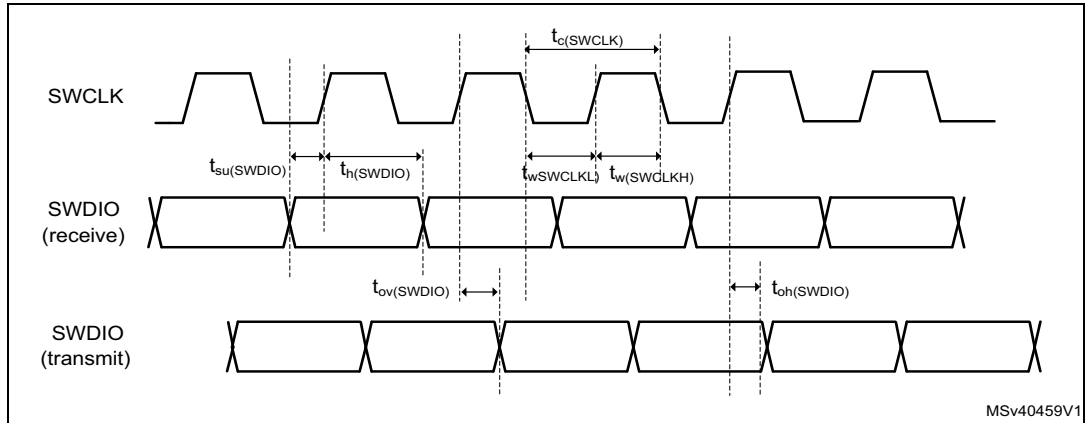 tc(SWCLK)
SWCLK
tsu(SWDIO)
th(SWDIO)
twSWCLKL)
tw(SWCLKH)
SWDIO
(receive)
tov(SWDIO)
toh(SWDIO)
SWDIO
(transmit)
MSv40459V1